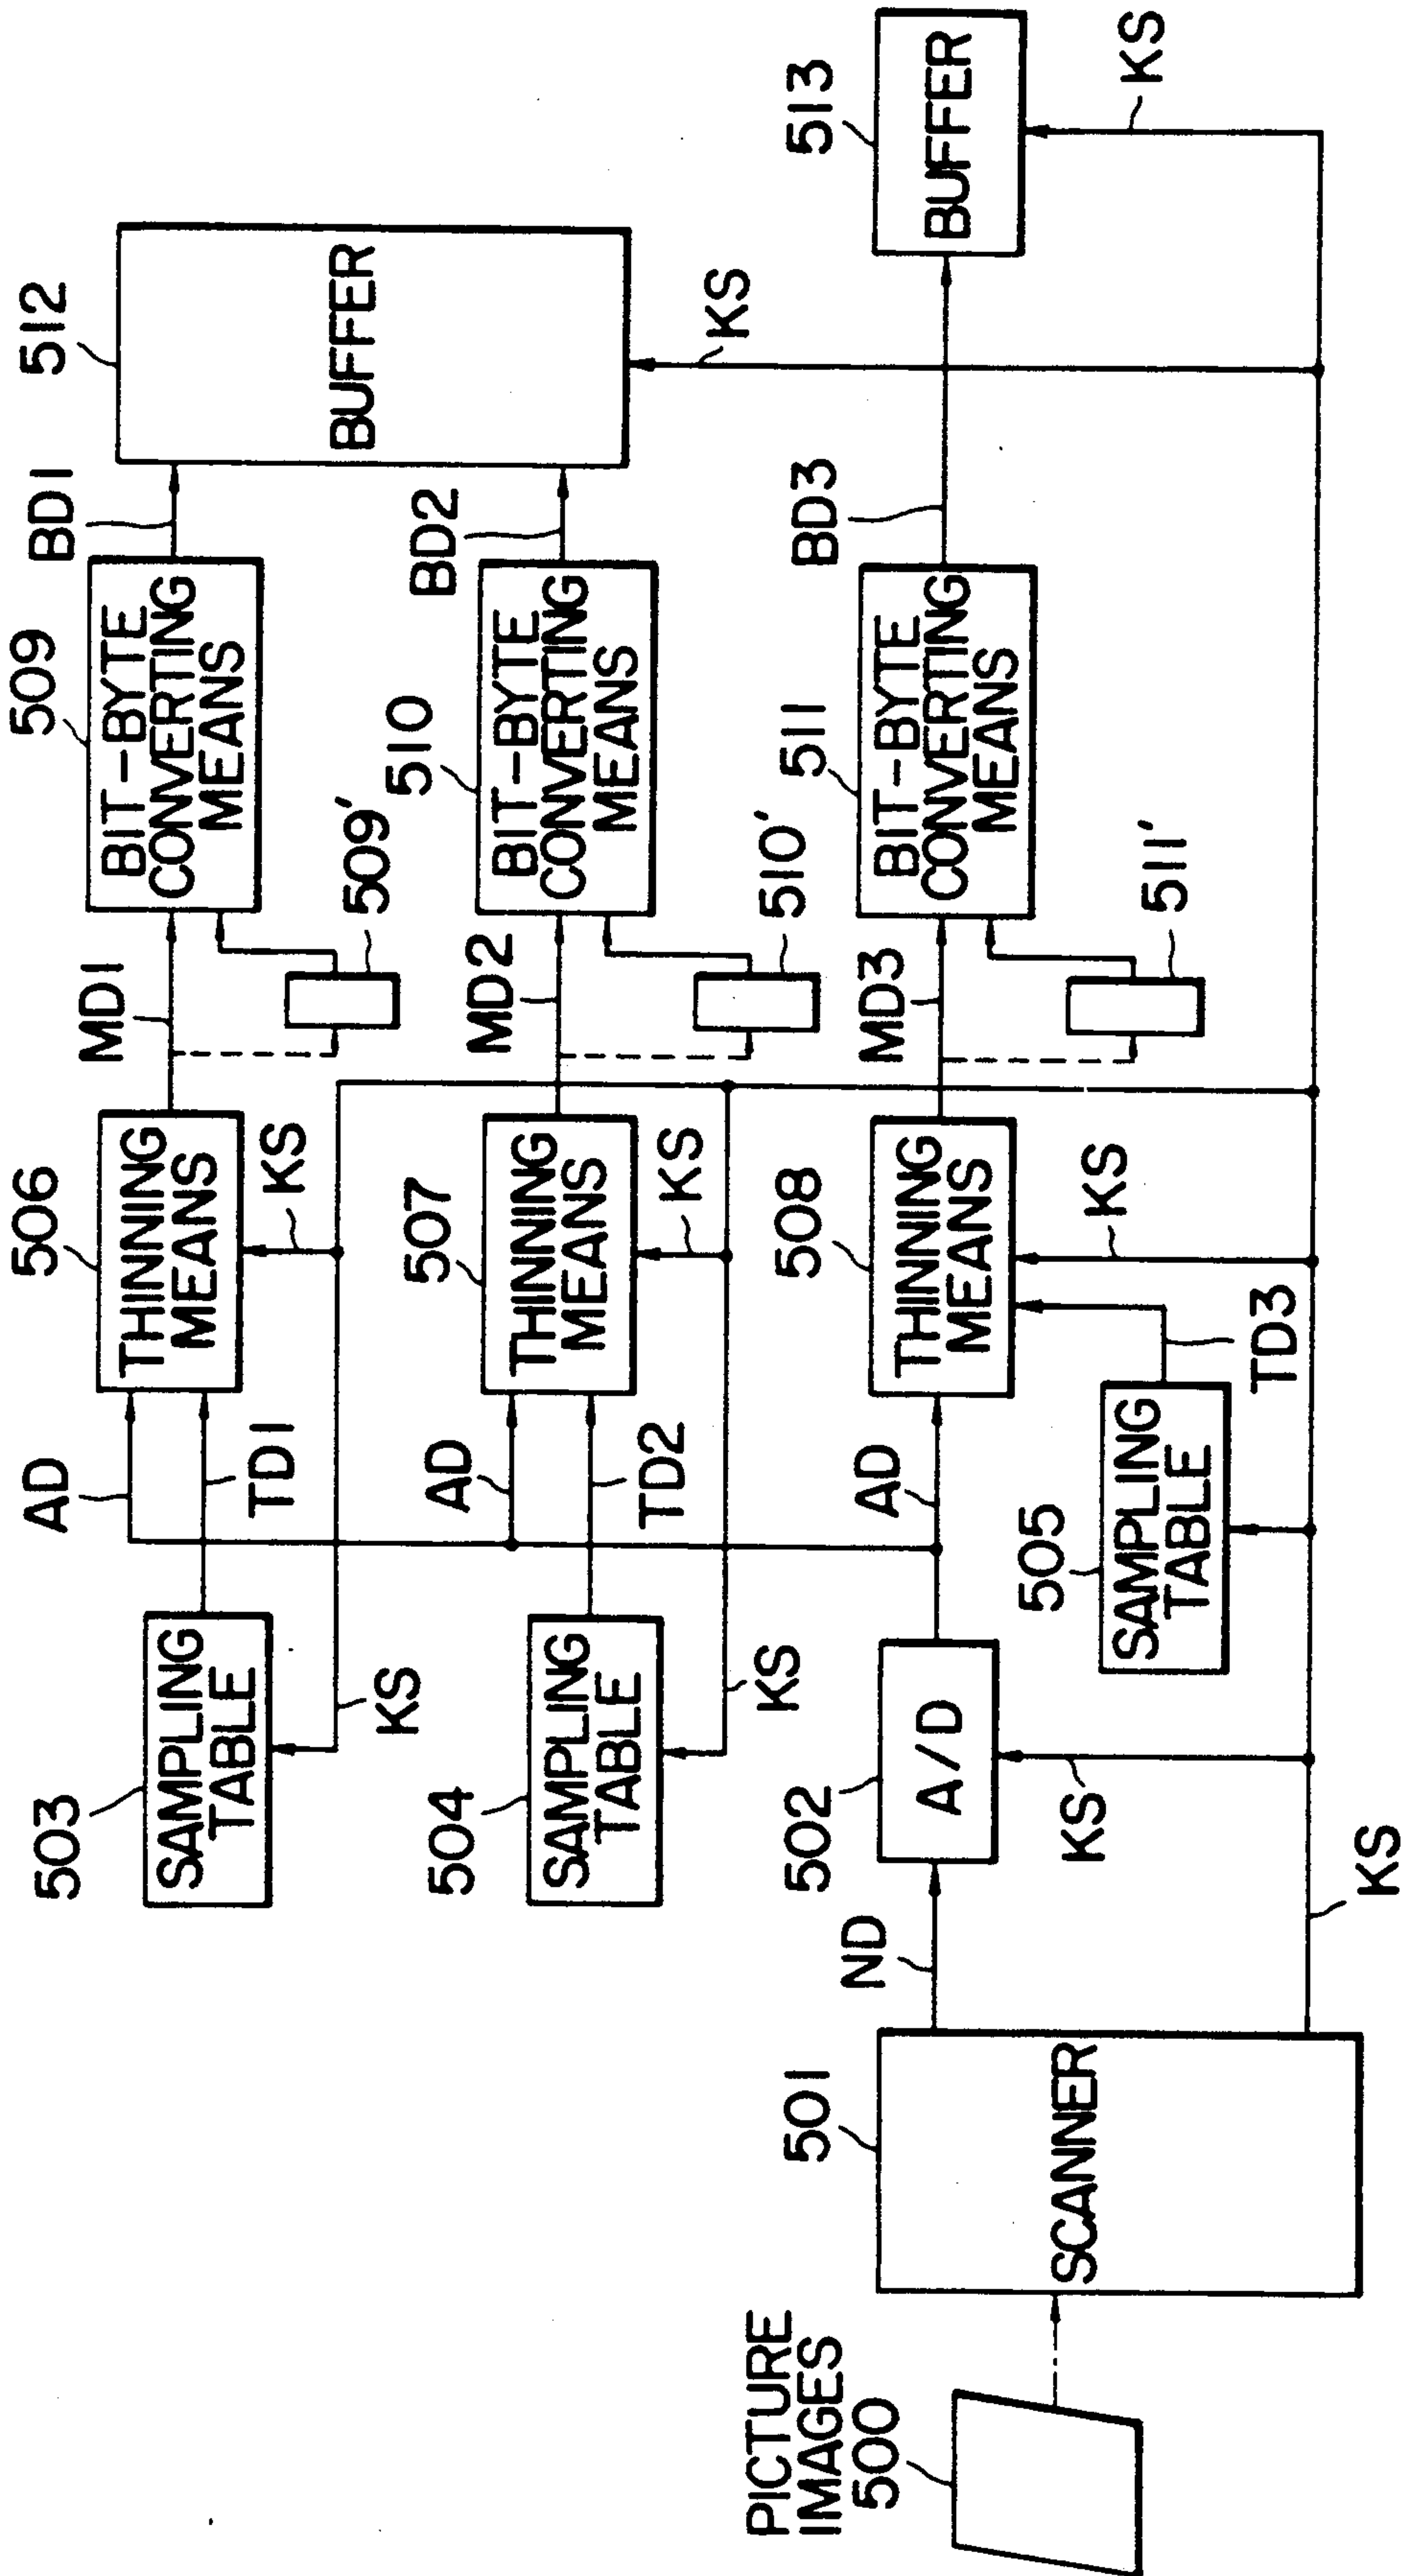 PICTURE
IMAGES
500
501
SCANNER
ND
KS
502
A/D
KS
503
SAMPLING
TABLE
KS
504
SAMPLING
TABLE
KS
505
SAMPLING
TABLE
AD
TD1
AD
TD2
AD
TD3
506
THINNING
MEANS
KS
507
THINNING
MEANS
KS
508
THINNING
MEANS
KS
MD1
509'
MD2
510'
MD3
511'
509
BIT-BYTE
CONVERTING
MEANS
510
BIT-BYTE
CONVERTING
MEANS
511
BIT-BYTE
CONVERTING
MEANS
BD1
BD2
BD3
512
BUFFER
KS
513
BUFFER
KS